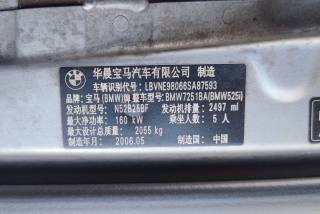 华晨宝马汽车有限公司 制造
车辆识别代号：LBVNE98066SA87593
品牌：宝马(BMW)牌 整车型号：BMW7251BA(BMW525i)
发动机型号：N52B25BF 发动机排量：2497 ml
最大功率：160 kW 乘坐人数：5 人
最大设计总质量：2055 kg
制造年月：2006.05 制造国：中国